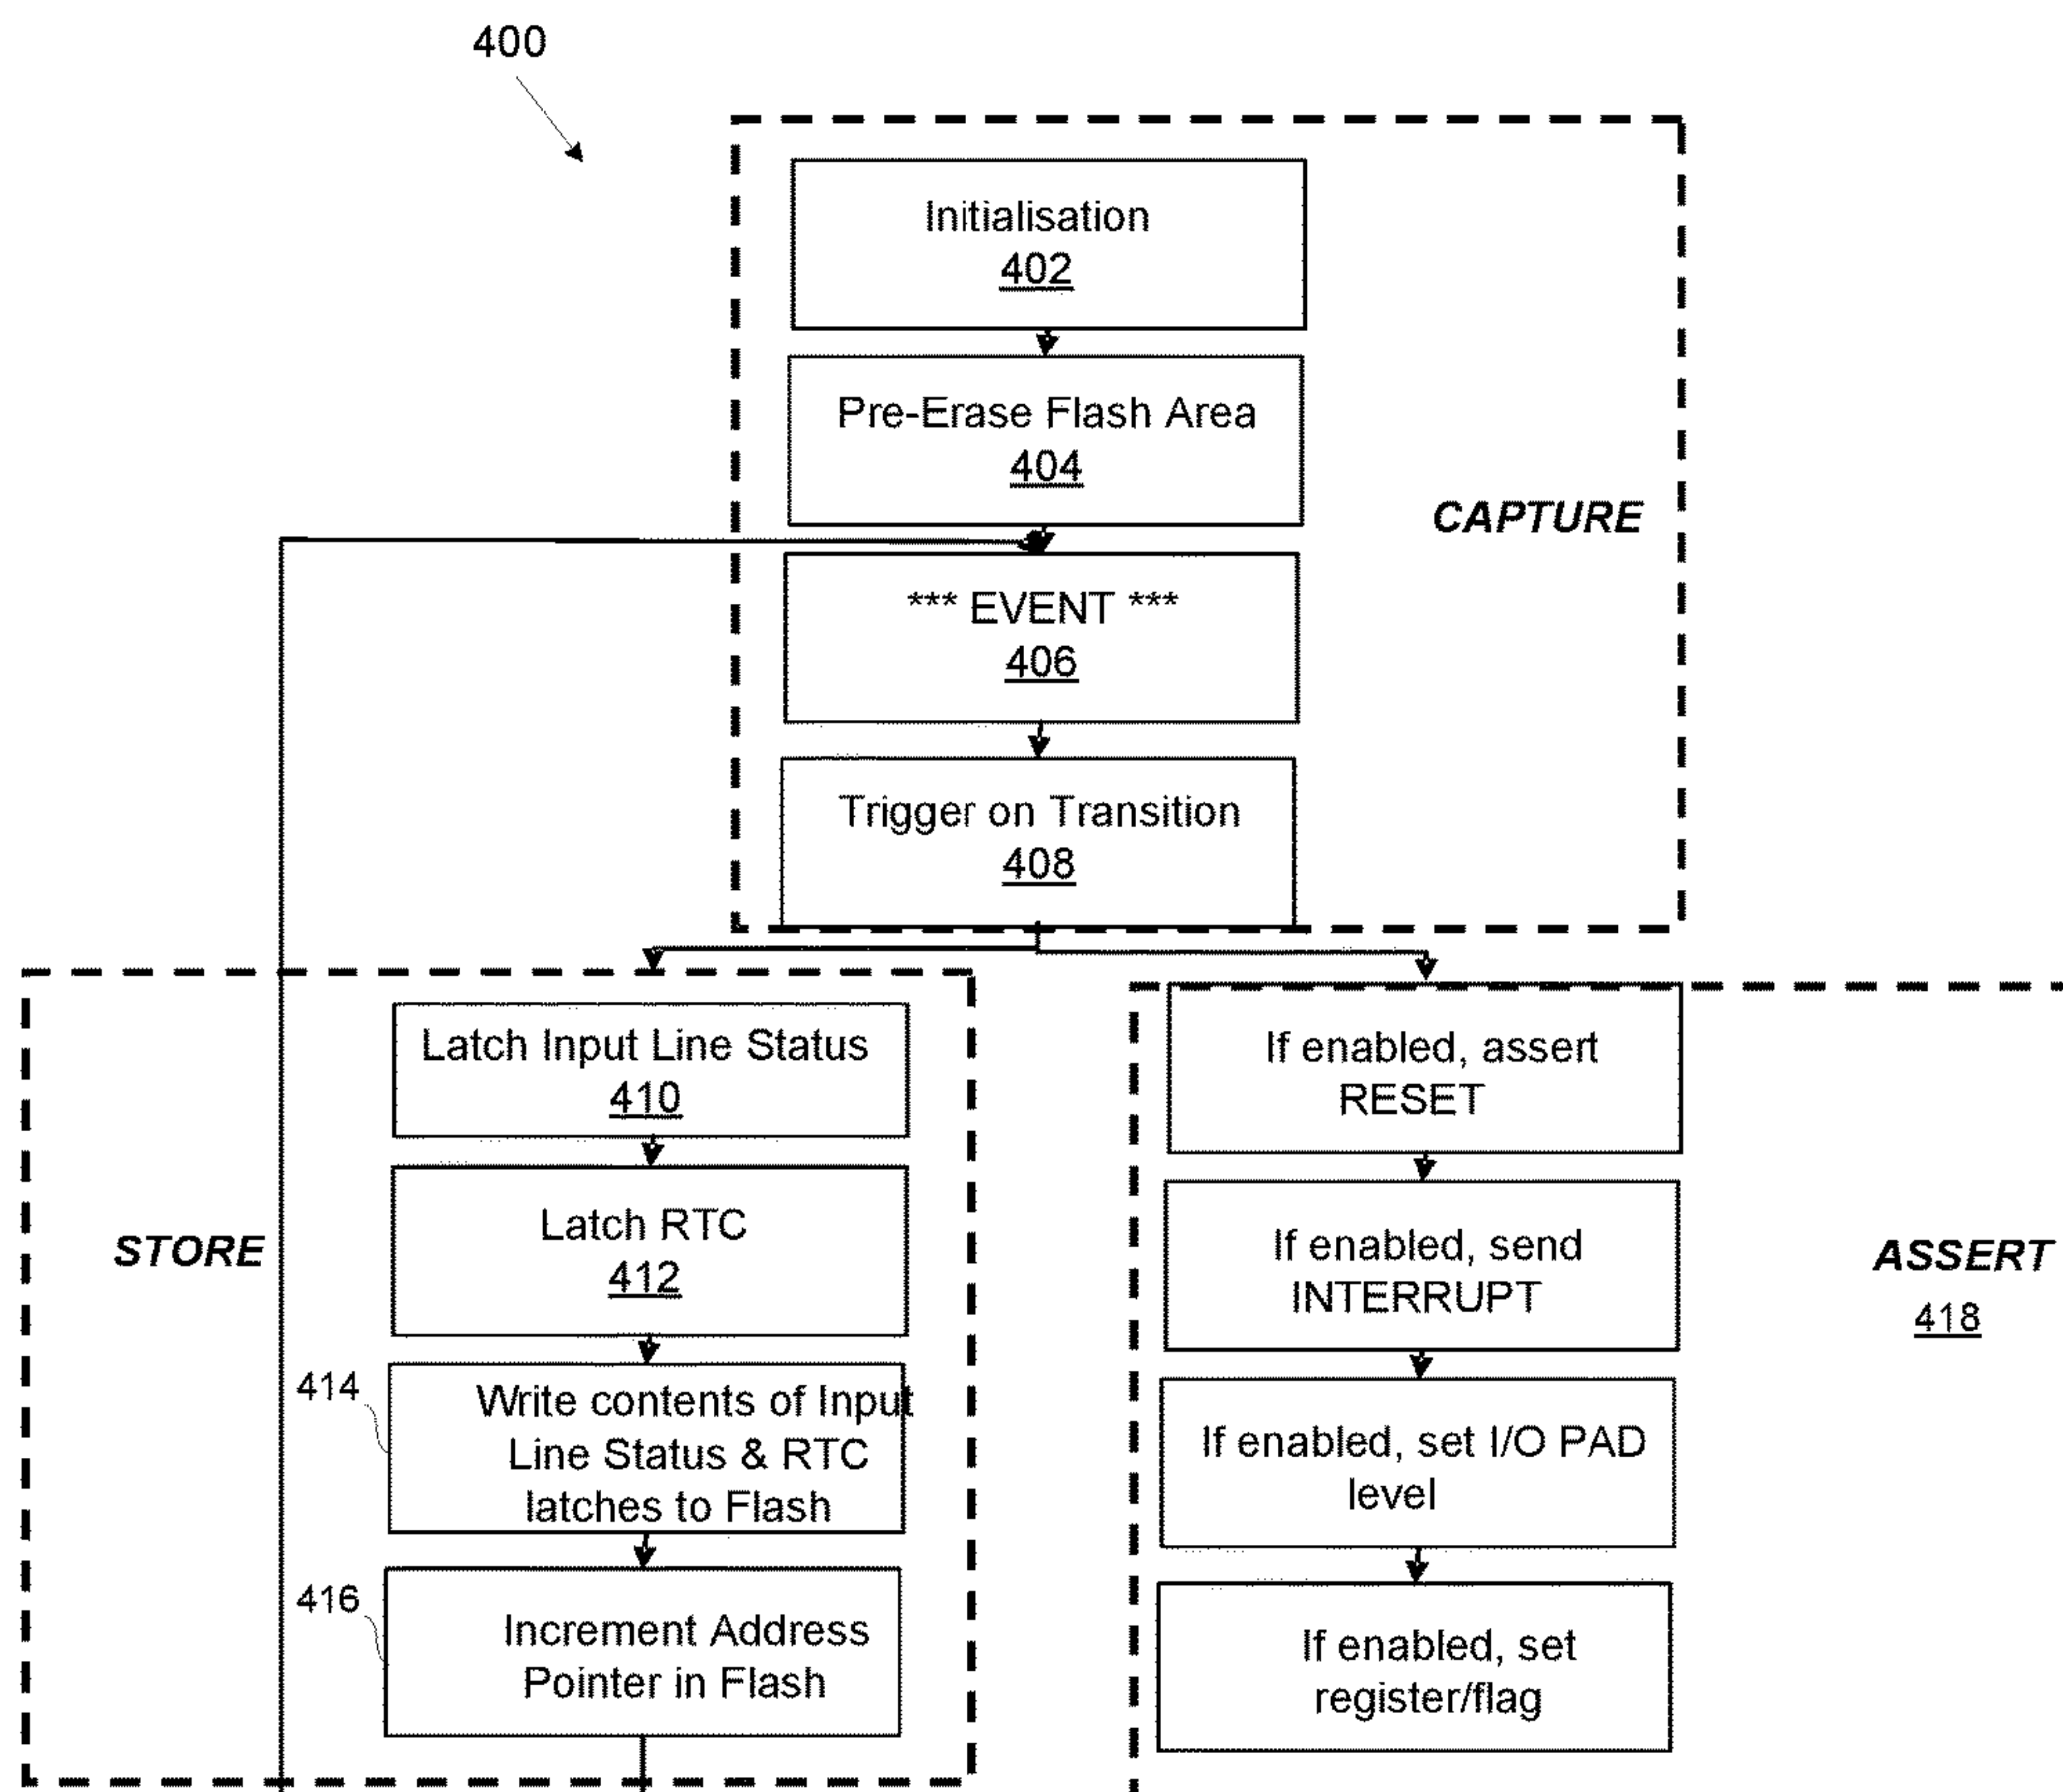 400
Initialisation
402
Pre-Erase Flash Area
404
CAPTURE
*** EVENT ***
406
Trigger on Transition
408
STORE
Latch Input Line Status
410
Latch RTC
412
414
Write contents of Input
Line Status & RTC
latches to Flash
416
Increment Address
Pointer in Flash
If enabled, assert
RESET
If enabled, send
INTERRUPT
If enabled, set I/O PAD
level
If enabled, set
register/flag
ASSERT
418